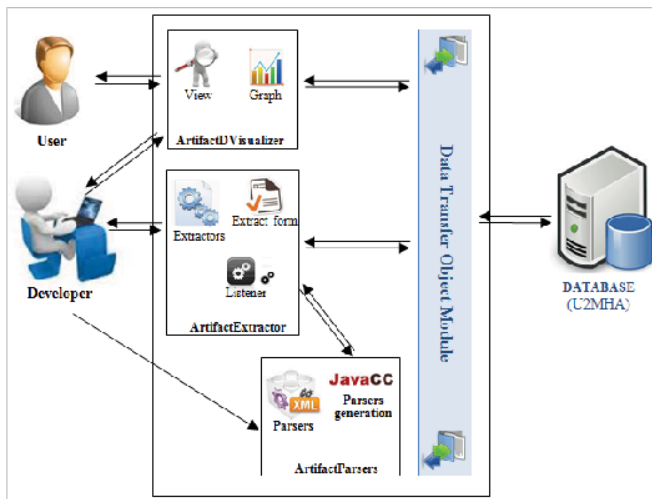 View
Graph
ArtifactDVisualizer
User
Extractors
Extract form
Listener
ArtifactExtractor
Developer
JavaCC
XML
Parsers
Parsers
generation
ArtifactParsers
Data Transfer Object Module
DATABASE
(U2MHA)